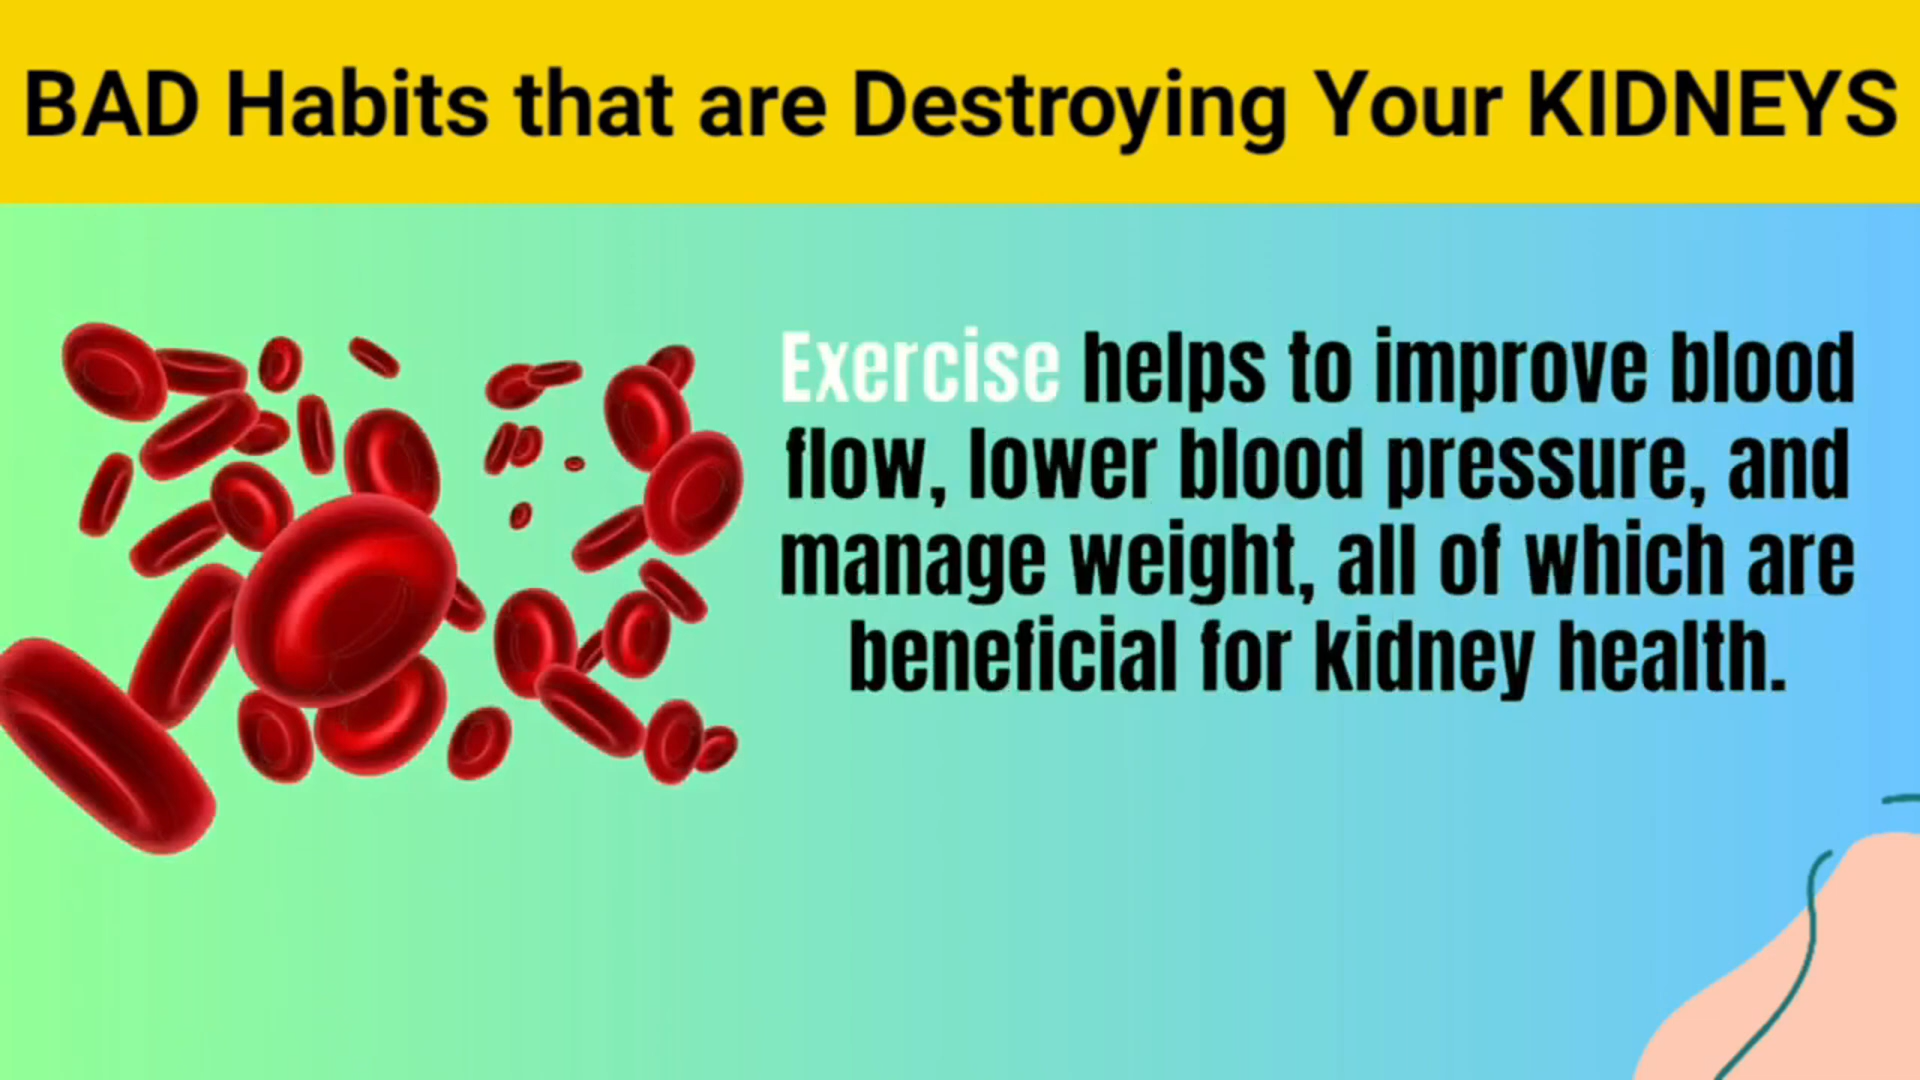 BAD Habits that are Destroying Your KIDNEYS
Exercise helps to improve blood
flow, lower blood pressure, and
manage weight, all of which are
beneficial for kidney health.